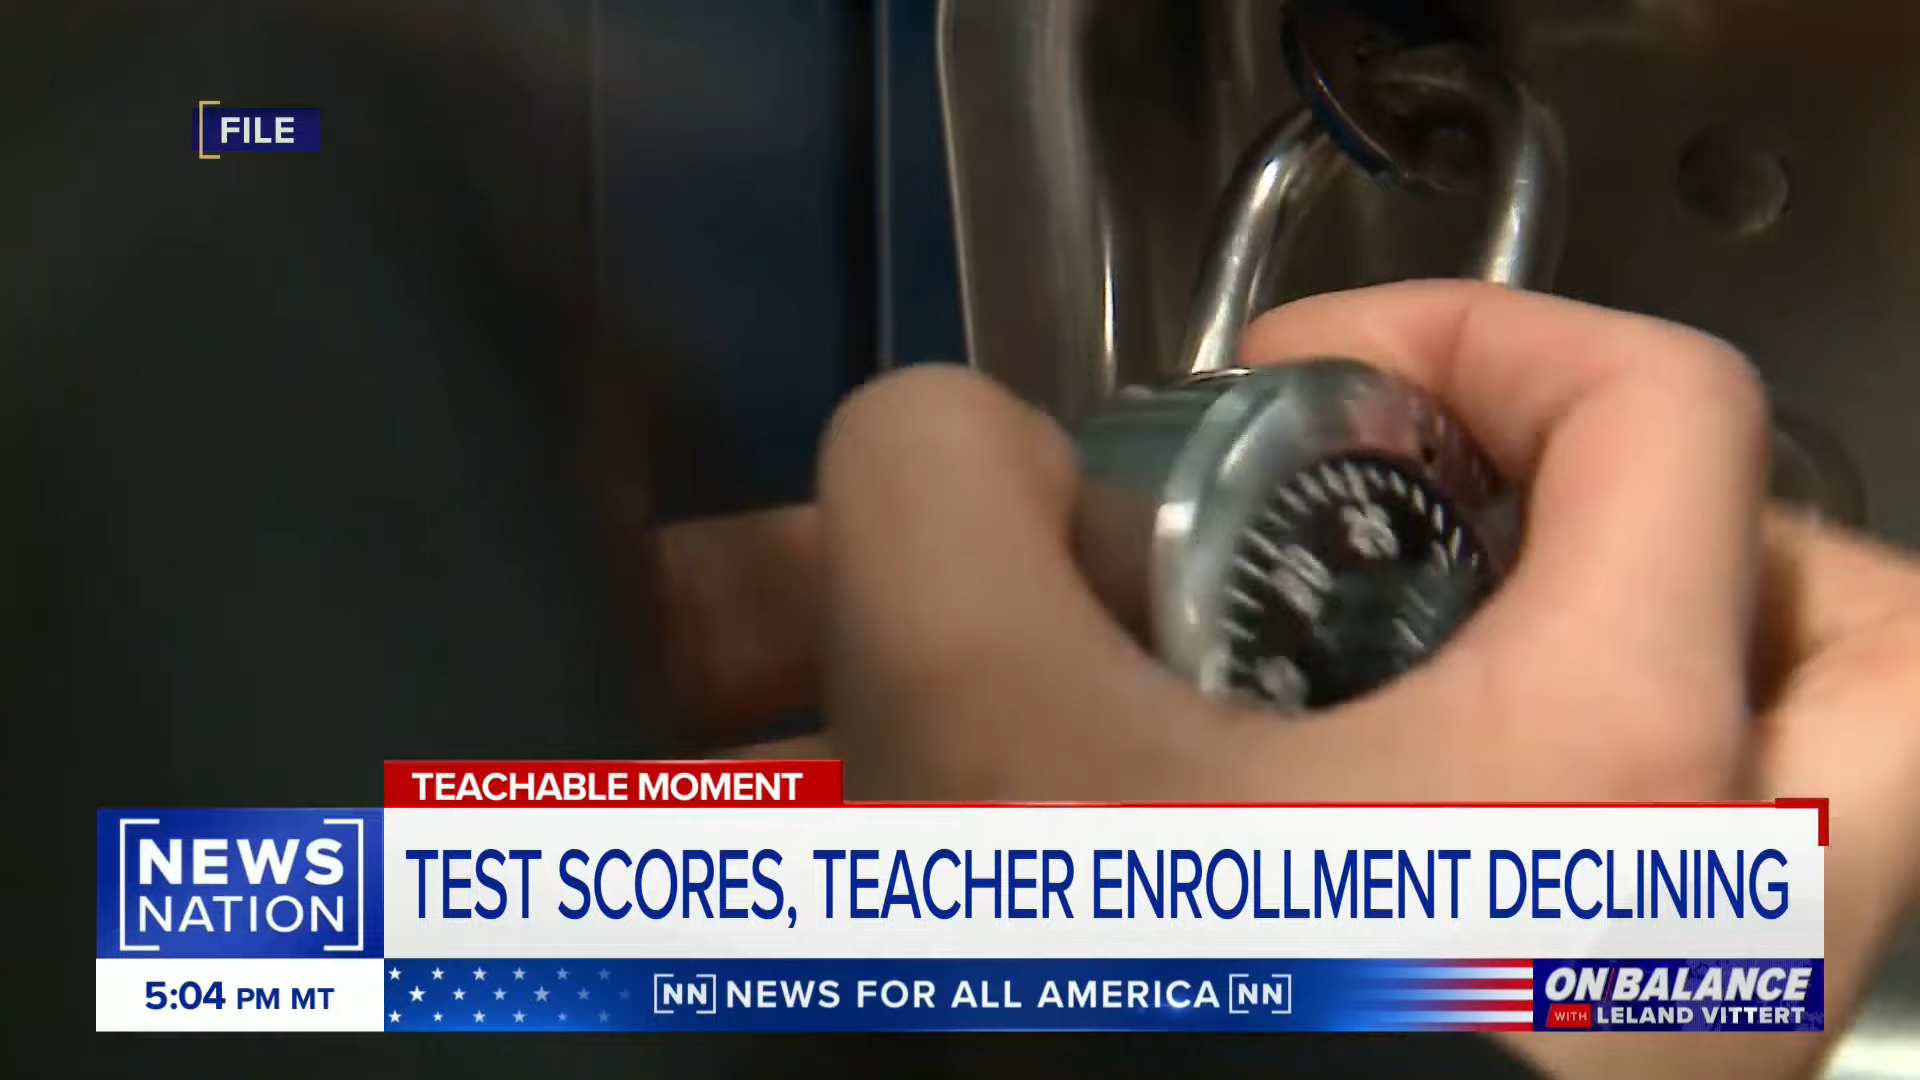 FILE
TEACHABLE MOMENT
NEWS
NATION
TEST SCORES, TEACHER ENROLLMENT DECLINING
5:04 PM MT
NN NEWS FOR ALL AMERICA NN
ON BALANCE
WITH LELAND VITTERT